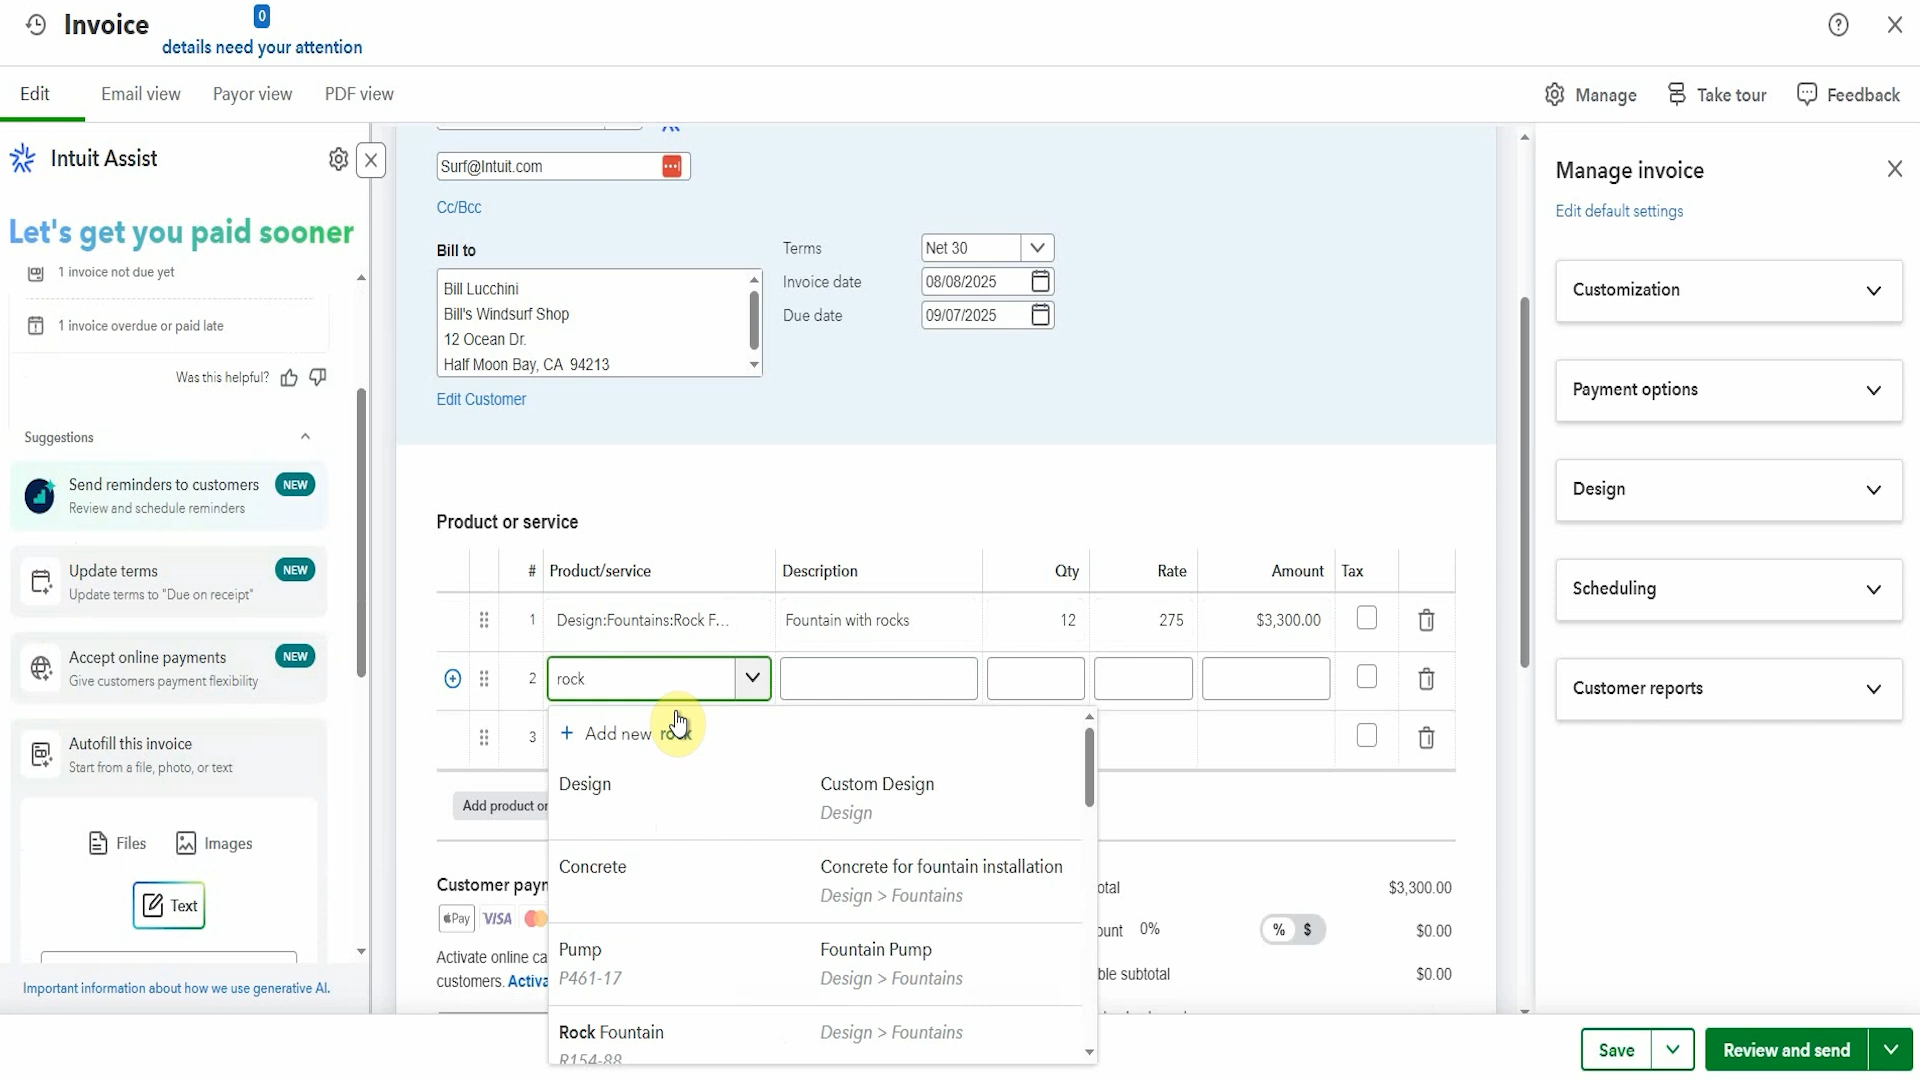 Invoice
0
details need your attention
Edit
Email view
Payor view
PDF view
Manage
Take tour
Feedback
Intuit Assist
Let's get you paid sooner
1 invoice not due yet
1 invoice overdue or paid late
Was this helpful?
Suggestions
Send reminders to customers
NEW
Review and schedule reminders
Update terms
NEW
Update terms to "Due on receipt"
Accept online payments
NEW
Give customers payment flexibility
Autofill this invoice
Start from a file, photo, or text
Files
Images
Text
Important information about how we use generative AI.
Surf@Intuit.com
Cc/Bcc
Bill to
Bill Lucchini
Bill's Windsurf Shop
12 Ocean Dr.
Half Moon Bay, CA 94213
Edit Customer
Terms
Net 30
Invoice date
08/08/2025
Due date
09/07/2025
Product or service
# Product/service Description Qty Rate Amount Tax
1 Design:Fountains:Rock F... Fountain with rocks 12 275 $3,300.00
2 rock
3
+ Add new rock
Design Custom Design
Design
Concrete Concrete for fountain installation
Design > Fountains
Pump Fountain Pump
P461-17 Design > Fountains
Rock Fountain Design > Fountains
R154-88
Add product or
Customer paym
Pay VISA
Activate online ca
customers. Activa
otal $3,300.00
ount 0% % $ $0.00
ble subtotal $0.00
Manage invoice
Edit default settings
Customization
Payment options
Design
Scheduling
Customer reports
Save
Review and send